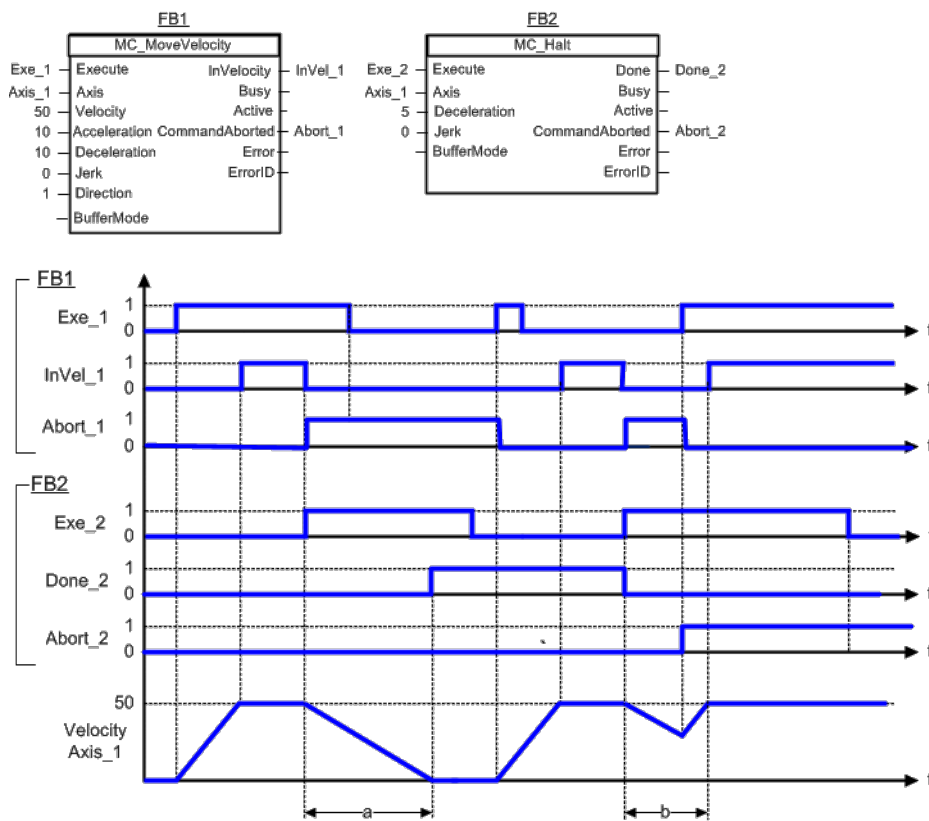 FB1
MC_MoveVelocity
Exe_1 Execute InVelocity InVel_1
Axis_1 Axis Busy
50 Velocity Active
10 Acceleration CommandAborted Abort_1
10 Deceleration Error
0 Jerk ErrorID
1 Direction
BufferMode
FB2
MC_Halt
Exe_2 Execute Done Done_2
Axis_1 Axis Busy
5 Deceleration Active
0 Jerk CommandAborted Abort_2
BufferMode Error
ErrorID
FB1
Exe_1 1 0 t
InVel_1 1 0 t
Abort_1 1 0 t
FB2
Exe_2 1 0
Done_2 1 0 t
Abort_2 1 0 t
50
Velocity
Axis_1
t
a b